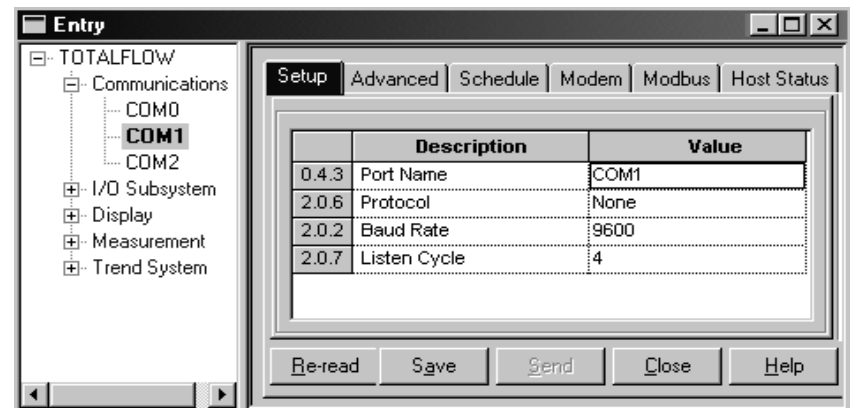 Entry
TOTALFLOW
Communications
COM0
COM1
COM2
I/O Subsystem
Display
Measurement
Trend System
Setup Advanced Schedule Modem Modbus Host Status
Description Value
0.4.3 Port Name COM1
2.0.6 Protocol None
2.0.2 Baud Rate 9600
2.0.7 Listen Cycle 4
Re-read Save Send Close Help